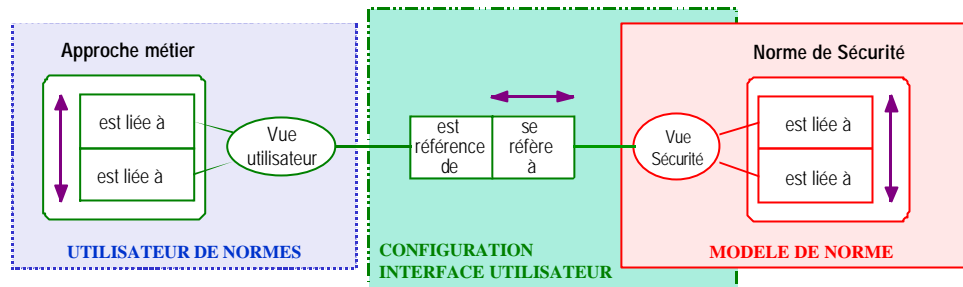 Approche métier
est liée à
est liée à
Vue
utilisateur
UTILISATEUR DE NORMES
est
référence
de
se
réfère
à
CONFIGURATION
INTERFACE UTILISATEUR
Norme de Sécurité
Vue
Sécurité
est liée à
est liée à
MODELE DE NORME